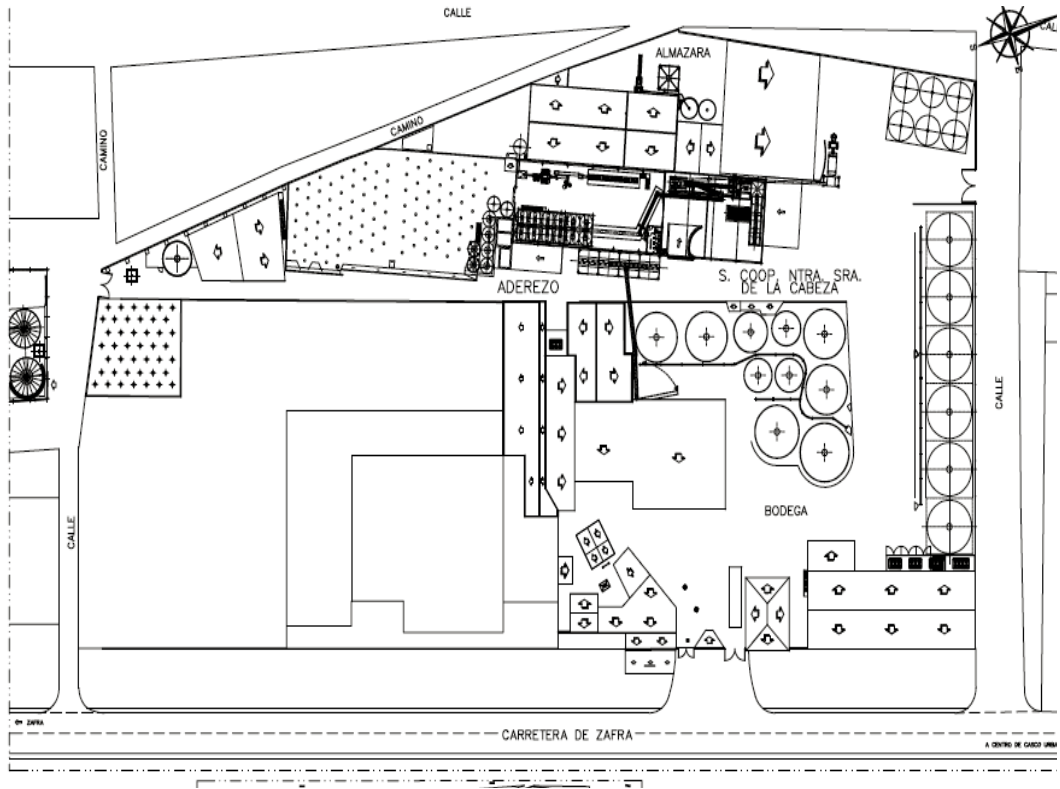 CALLE
ALMAZARA
CAMINO
CAMINO
S. COOP. NTRA. SRA.
DE LA CABEZA
ADEREZO
CALLE
BODEGA
CALLE
ZAFRA
CARRETERA DE ZAFRA
A CENTRO DE CASCO URBA